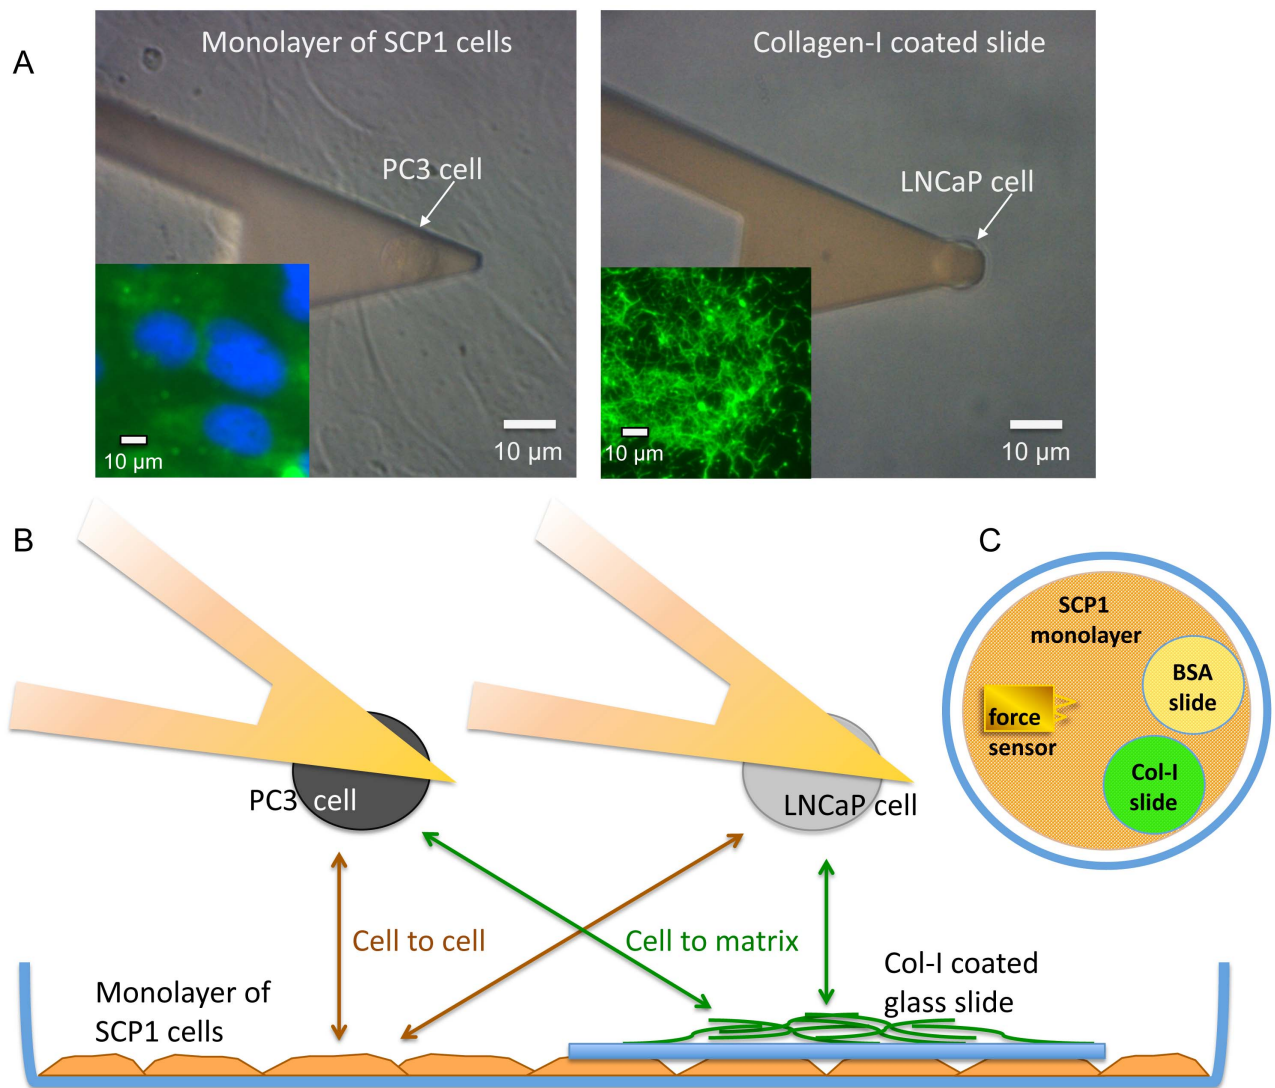 A
Monolayer of SCP1 cells
PC3 cell
10 μm
10 μm
Collagen-I coated slide
LNCaP cell
10 μm
10 μm
B
PC3 cell
LNCaP cell
Cell to cell
Cell to matrix
Monolayer of
SCP1 cells
Col-I coated
glass slide
C
SCP1
monolayer
BSA
slide
force
sensor
Col-I
slide